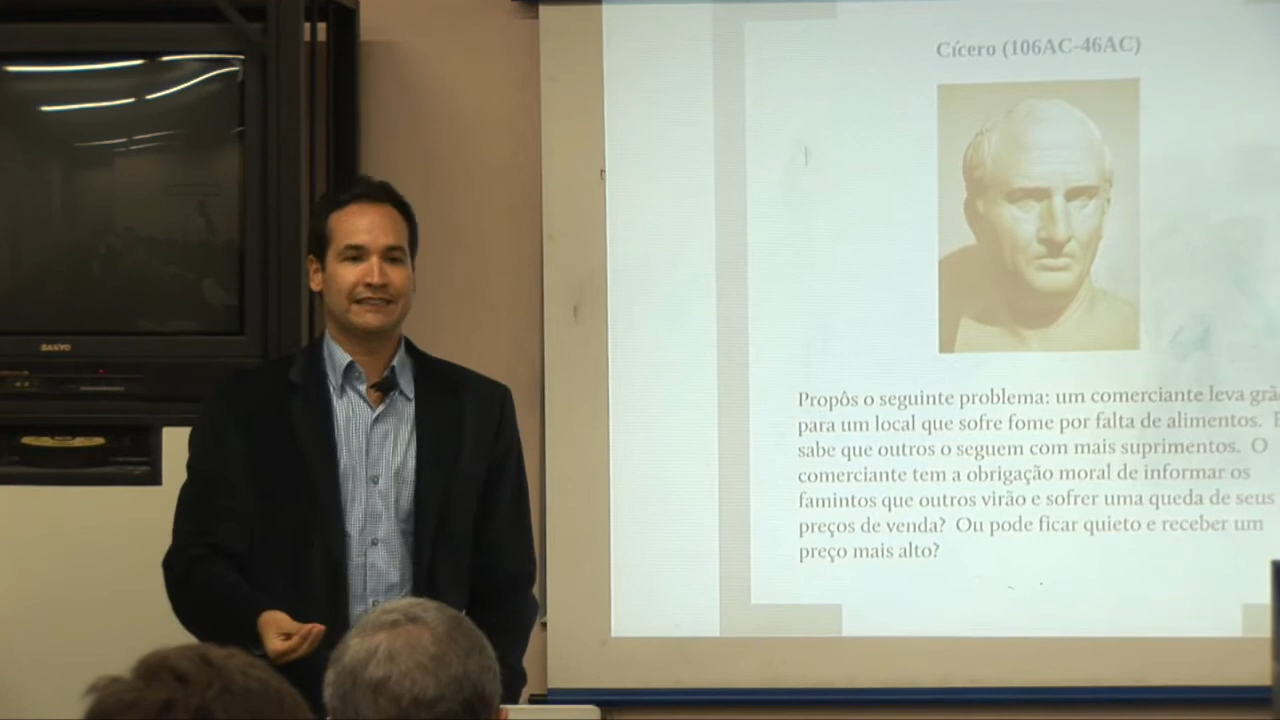 SANYO
Cícero (106AC-46AC)
Propôs o seguinte problema: um comerciante leva
para um local que sofre fome por falta de alimentos.
sabe que outros o seguem com mais suprimentos. O
comerciante tem a obrigação moral de informar os
famintos que outros virão e sofrer uma queda de seus
preços de venda? Ou pode ficar quieto e receber um
preço mais alto?